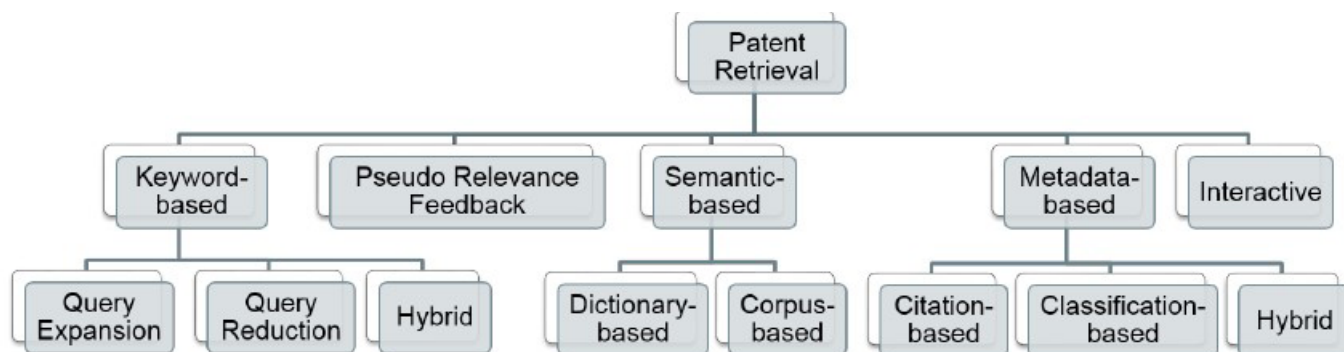 Patent
Retrieval
Keyword-
based
Pseudo Relevance
Feedback
Semantic-
based
Metadata-
based
Interactive
Query
Expansion
Query
Reduction
Hybrid
Dictionary-
based
Corpus-
based
Citation-
based
Classification-
based
Hybrid